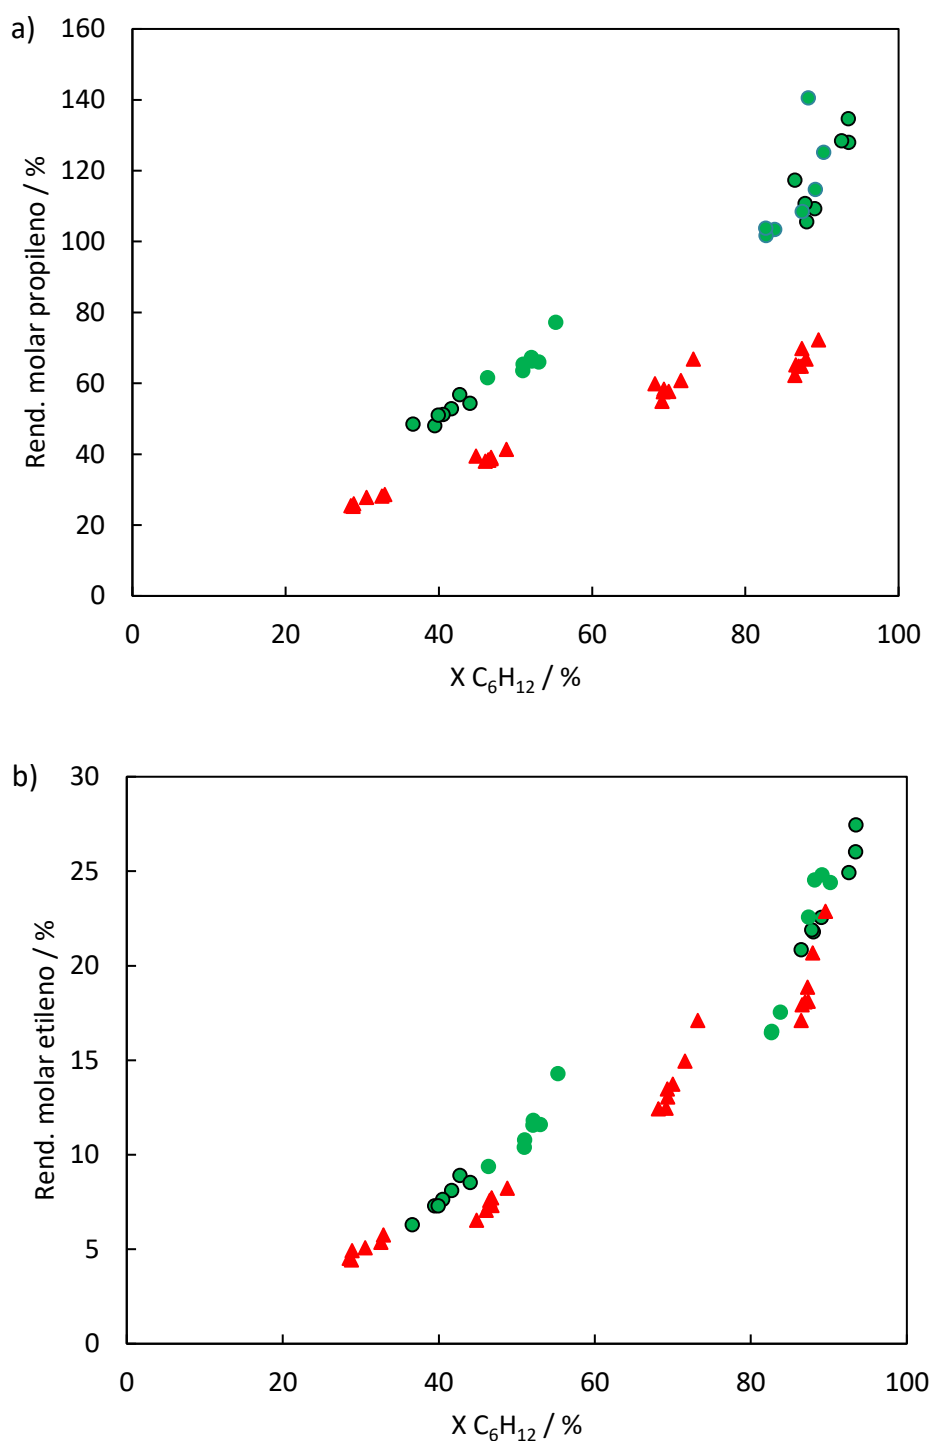 a)
Rend. molar propileno / %
160
140
120
100
80
60
40
20
0
0 20 40 60 80 100
X C₆H₁₂ / %
b)
Rend. molar etileno / %
30
25
20
15
10
5
0
0 20 40 60 80 100
X C₆H₁₂ / %